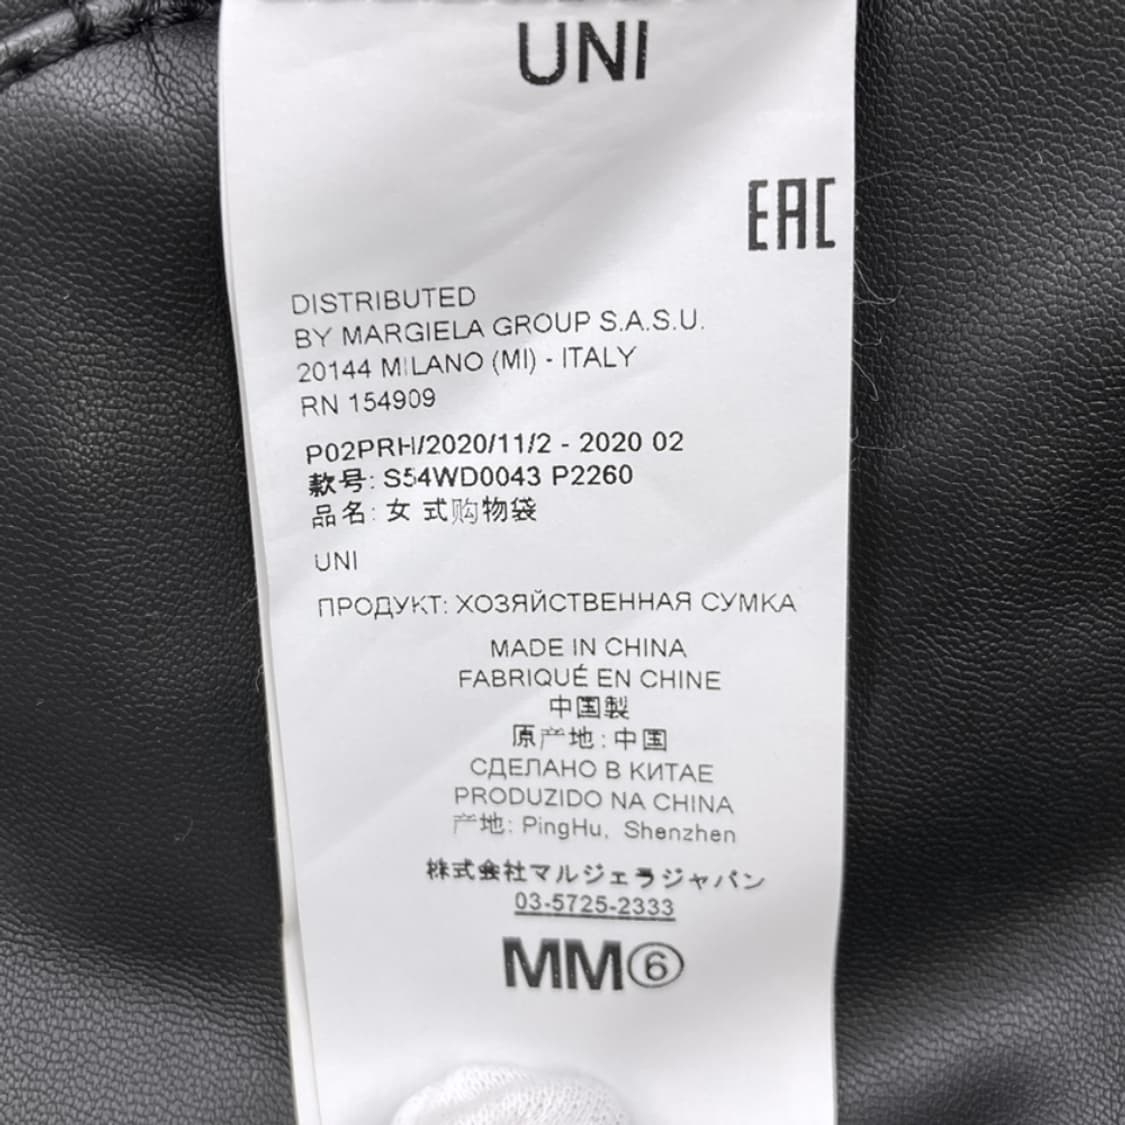 UNI
EAC
DISTRIBUTED
BY MARGIELA GROUP S.A.S.U.
20144 MILANO (MI) - ITALY
RN 154909
P02PRH/2020/11/2 - 2020 02
款号: S54WD0043 P2260
品名: 女 式购物袋
UNI
ПРОДУКТ: ХОЗЯЙСТВЕННАЯ СУМКА
MADE IN CHINA
FABRIQUÉ EN CHINE
中国製
原产地: 中国
СДЕЛАНО В КИТАЕ
PRODUZIDO NA CHINA
产地: PingHu, Shenzhen
株式会社マルジェラジャパン
03-5725-2333
MM⑥